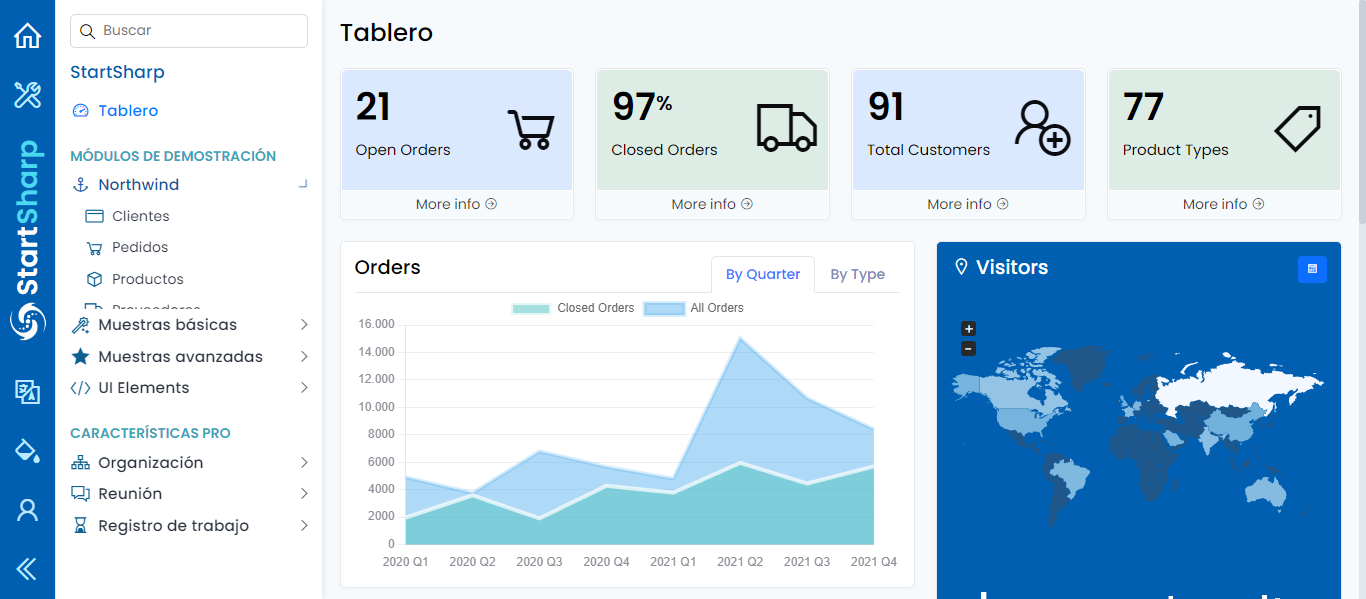 StartSharp
Buscar
StartSharp
Tablero
MÓDULOS DE DEMOSTRACIÓN
Northwind
Clientes
Pedidos
Productos
Proveedores
Muestras básicas
Muestras avanzadas
UI Elements
CARACTERÍSTICAS PRO
Organización
Reunión
Registro de trabajo
Tablero
21
Open Orders
More info
97%
Closed Orders
More info
91
Total Customers
More info
77
Product Types
More info
Orders
By Quarter
By Type
Closed Orders
All Orders
16.000
14.000
12.000
10.000
8000
6000
4000
2000
0
2020 Q1 2020 Q2 2020 Q3 2020 Q4 2021 Q1 2021 Q2 2021 Q3 2021 Q4
Visitors
+
-